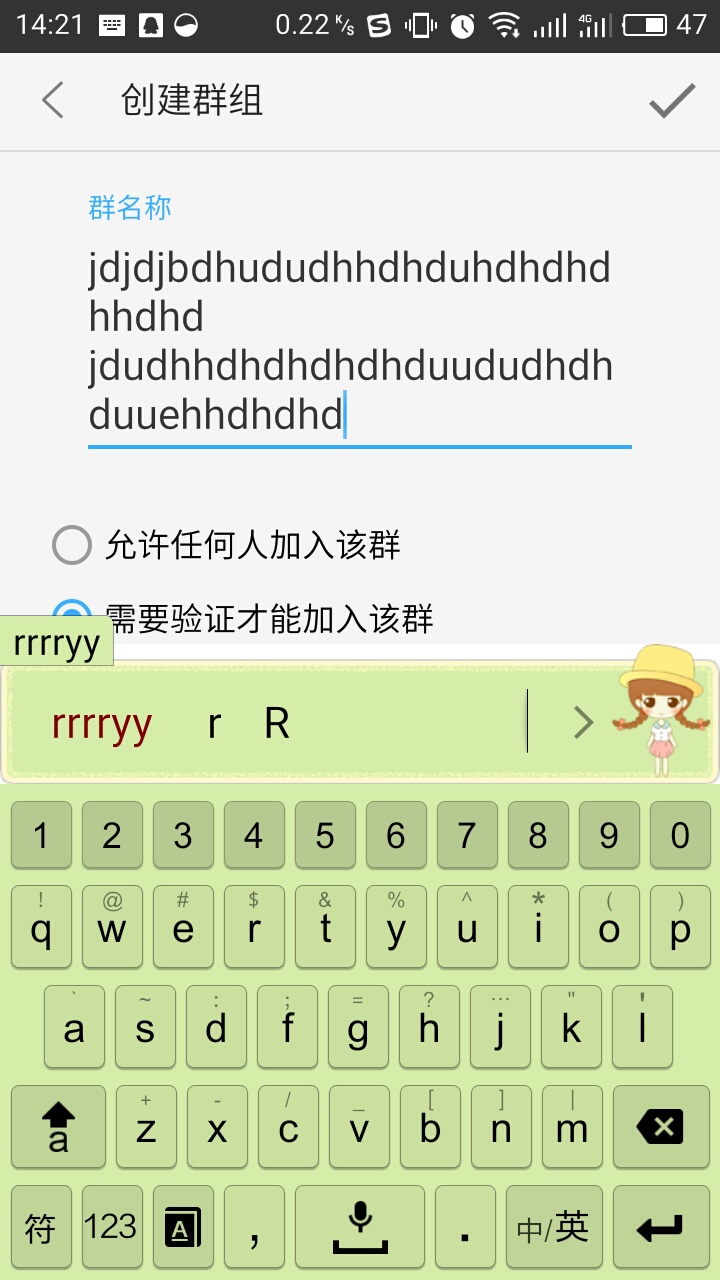 14:21 0.22 K/s 4G 47
创建群组
群名称
jdjdjbdhududhhdhduhdhdhd
hhdhd
jdudhhdhdhdhdhduududhdh
duuehhdhdhd
允许任何人加入该群
需要验证才能加入该群
rrrryy
rrrryy r R
1 2 3 4 5 6 7 8 9 0
! @ # $ & % ^ * ( )
q w e r t y u i o p
` ~ : ; = ? … " '
a s d f g h j k l
+ - / _ [ ] |
a z x c v b n m
符 123 A , . 中/英